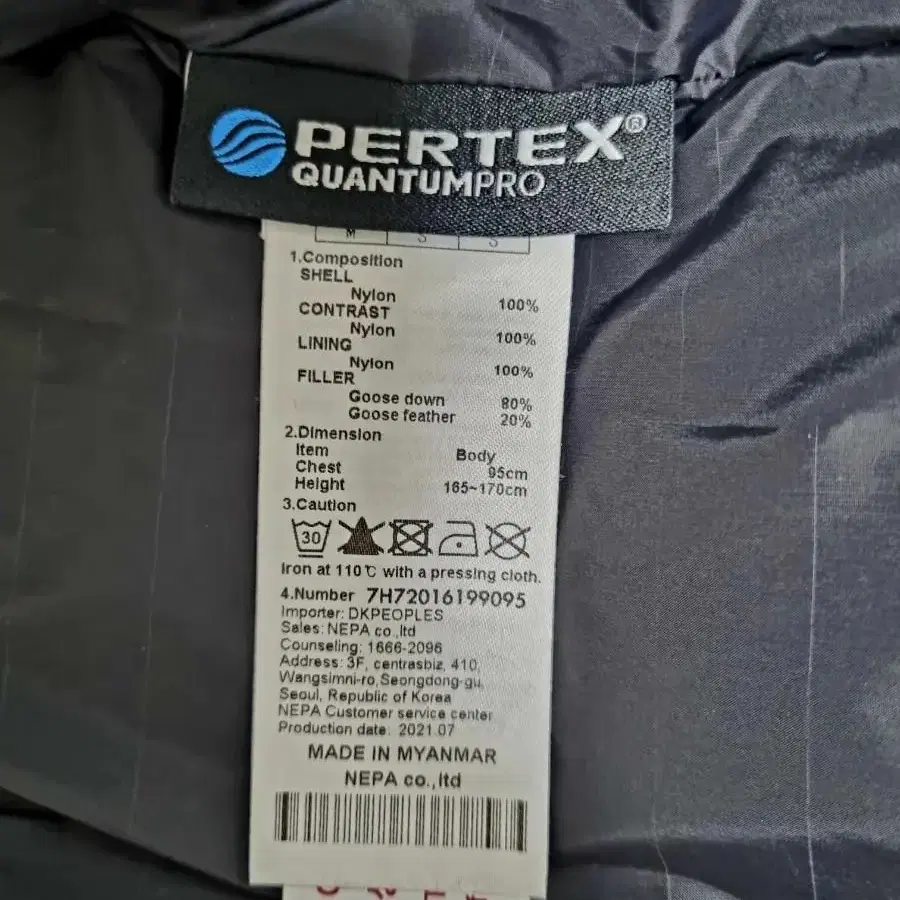 PERTEX®
QUANTUMPRO
M S S
1.Composition
SHELL
Nylon 100%
CONTRAST
Nylon 100%
LINING
Nylon 100%
FILLER
Goose down 80%
Goose feather 20%
2.Dimension
Item Body
Chest 95cm
Height 165~170cm
3.Caution
30
Iron at 110℃ with a pressing cloth.
4.Number 7H72016199095
Importer: DKPEOPLES
Sales: NEPA co.,ltd
Counseling: 1666-2096
Address: 3F, centrasbiz, 410,
Wangsimni-ro, Seongdong-gu,
Seoul, Republic of Korea
NEPA Customer service center
Production date: 2021.07
MADE IN MYANMAR
NEPA co.,ltd